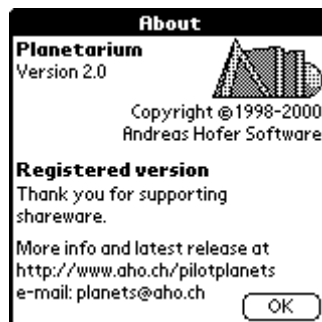 About
Planetarium
Version 2.0
Copyright ©1998-2000
Andreas Hofer Software
Registered version
Thank you for supporting
shareware.
More info and latest release at
http://www.aho.ch/pilotplanets
e-mail: planets@aho.ch
OK